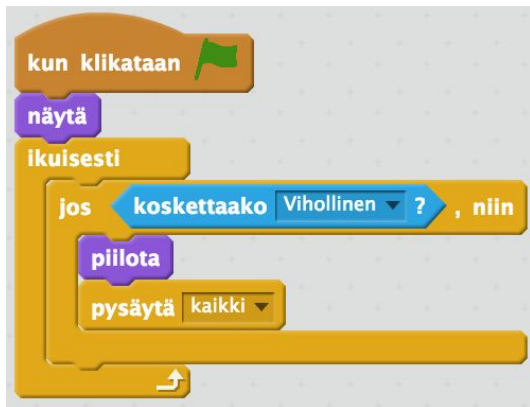 kun klikataan
näytä
ikuisesti
jos koskettaako Vihollinen ? , niin
piilota
pysäytä kaikki